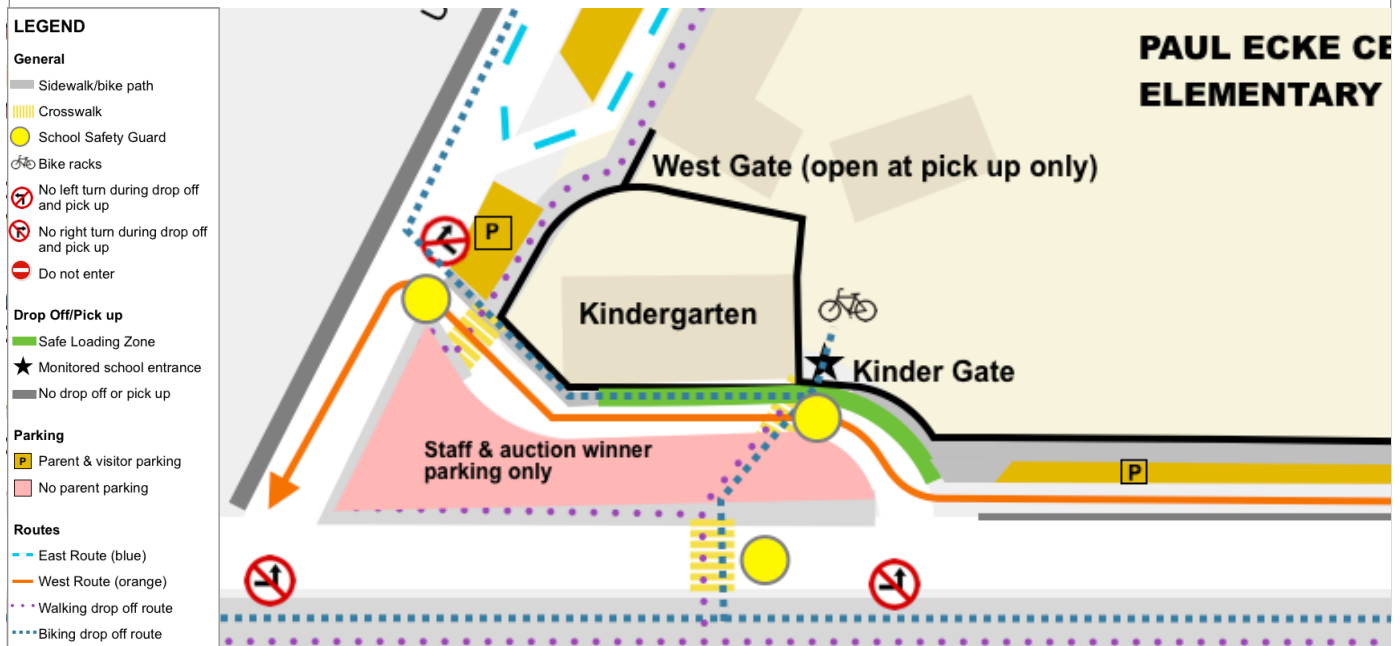 LEGEND
General
Sidewalk/bike path
Crosswalk
School Safety Guard
Bike racks
No left turn during drop off
and pick up
No right turn during drop off
and pick up
Do not enter
Drop Off/Pick up
Safe Loading Zone
Monitored school entrance
No drop off or pick up
Parking
P
Parent & visitor parking
No parent parking
Routes
East Route (blue)
West Route (orange)
Walking drop off route
Biking drop off route
PAUL ECKE
ELEMENTARY
West Gate (open at pick up only)
P
Kindergarten
Kinder Gate
Staff & auction winner
parking only
P